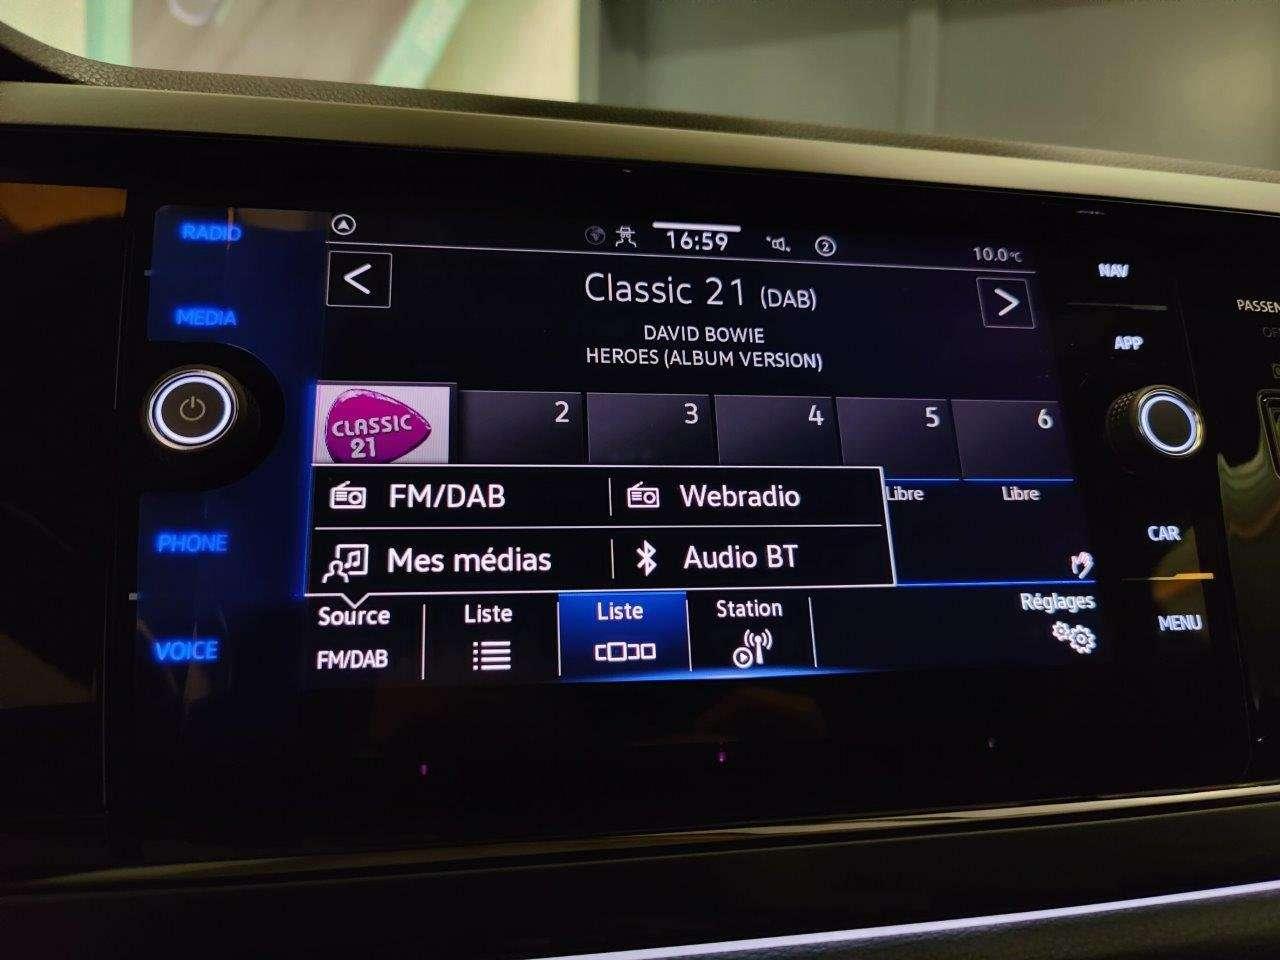 RADIO
MEDIA
PHONE
VOICE
16:59
2
10.0°C
<
Classic 21 (DAB)
>
DAVID BOWIE
HEROES (ALBUM VERSION)
CLASSIC
21
2
3
4
5
6
Libre
Libre
FM/DAB
Webradio
Mes médias
Audio BT
Source
FM/DAB
Liste
Liste
Station
Réglages
NAV
APP
CAR
MENU
PASSEN